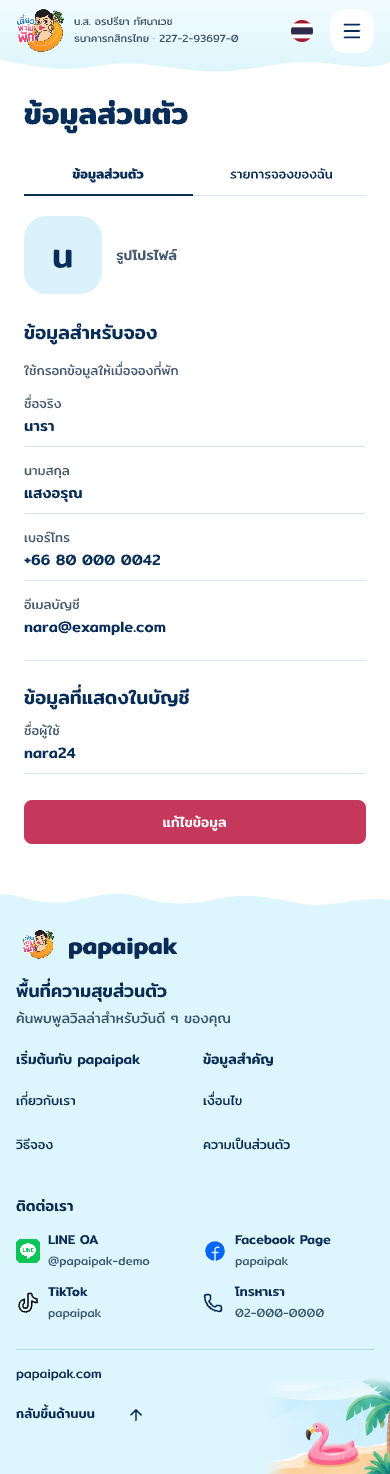 น.ส. อรปรียา ทัศนาเวช
ธนาคารกสิกรไทย · 227-2-93697-0
ข้อมูลส่วนตัว
ข้อมูลส่วนตัว
รายการจองของฉัน
น
รูปโปรไฟล์
ข้อมูลสำหรับจอง
ใช้กรอกข้อมูลให้เมื่อจองที่พัก
ชื่อจริง
นารา
นามสกุล
แสงอรุณ
เบอร์โทร
+66 80 000 0042
อีเมลบัญชี
nara@example.com
ข้อมูลที่แสดงในบัญชี
ชื่อผู้ใช้
nara24
แก้ไขข้อมูล
papaipak
พื้นที่ความสุขส่วนตัว
ค้นพบพูลวิลล่าสำหรับวันดี ๆ ของคุณ
เริ่มต้นกับ papaipak
ข้อมูลสำคัญ
เกี่ยวกับเรา
เงื่อนไข
วิธีจอง
ความเป็นส่วนตัว
ติดต่อเรา
LINE
LINE OA
@papaipak-demo
Facebook Page
papaipak
TikTok
papaipak
โทรหาเรา
02-000-0000
papaipak.com
กลับขึ้นด้านบน